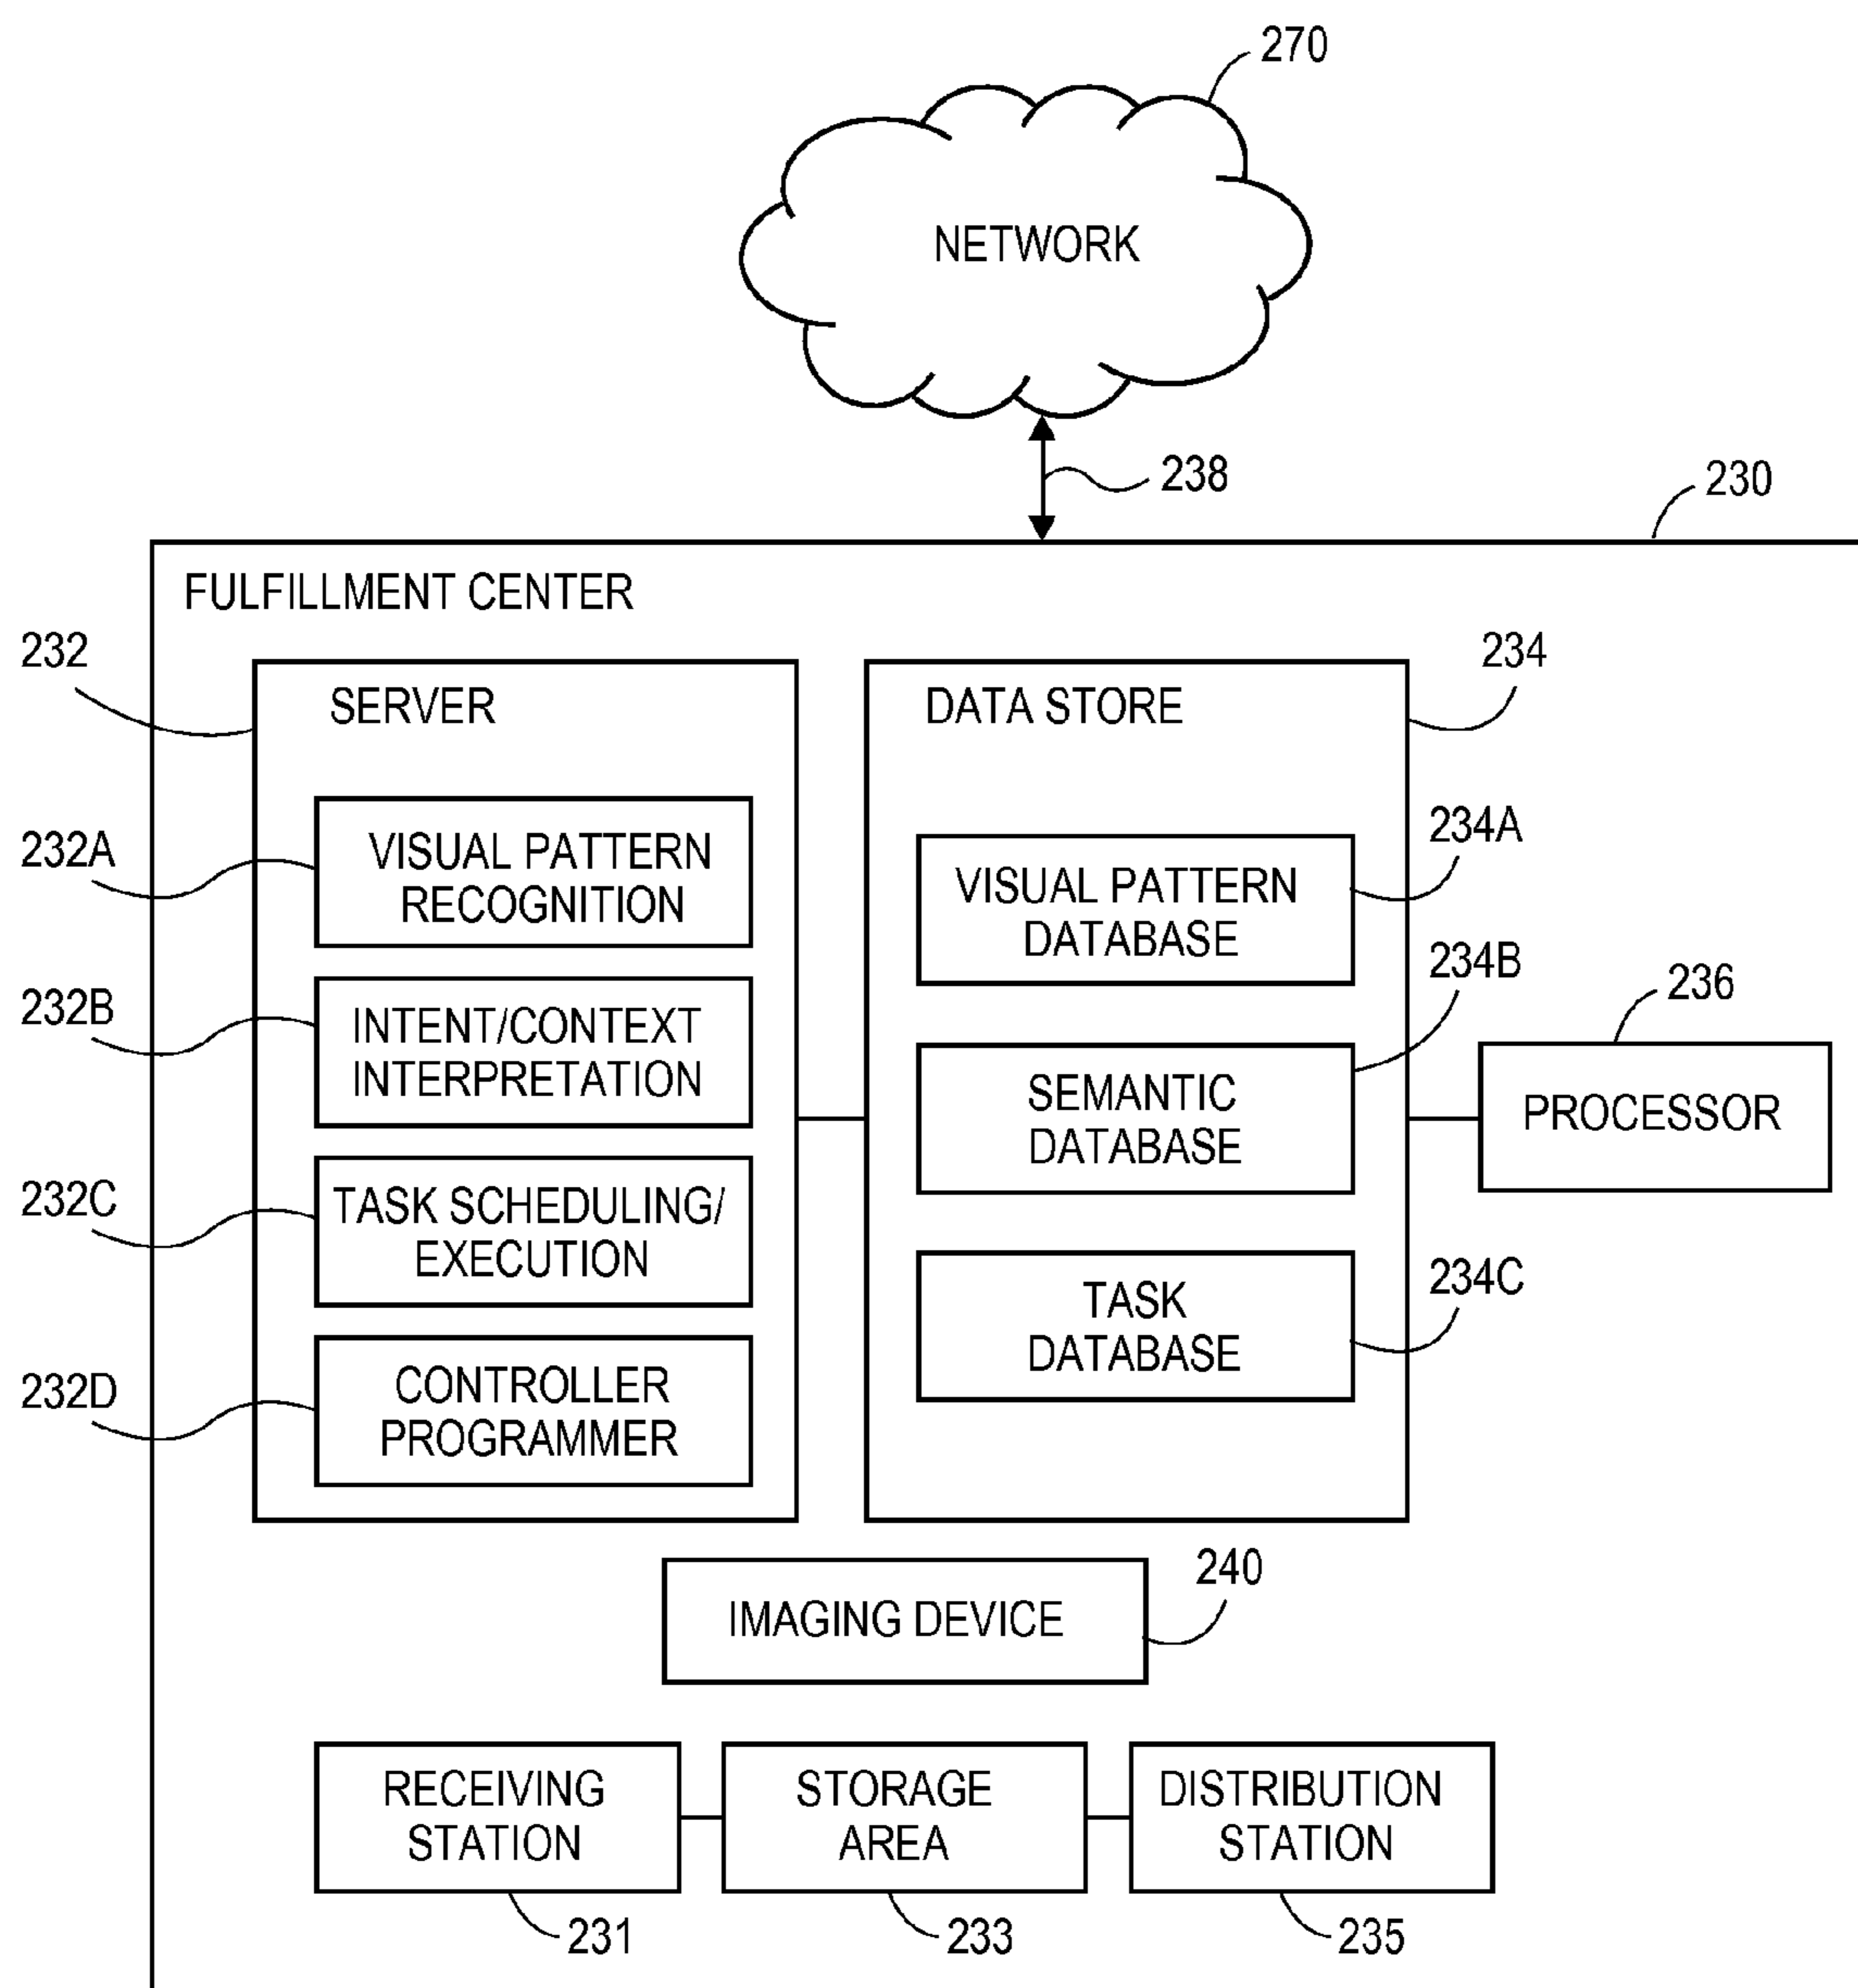 270
NETWORK
238
230
FULFILLMENT CENTER
232
234
SERVER
DATA STORE
232A
VISUAL PATTERN
RECOGNITION
234A
VISUAL PATTERN
DATABASE
232B
INTENT/CONTEXT
INTERPRETATION
234B
SEMANTIC
DATABASE
236
PROCESSOR
232C
TASK SCHEDULING/
EXECUTION
234C
TASK
DATABASE
232D
CONTROLLER
PROGRAMMER
240
IMAGING DEVICE
RECEIVING
STATION
STORAGE
AREA
DISTRIBUTION
STATION
231
233
235